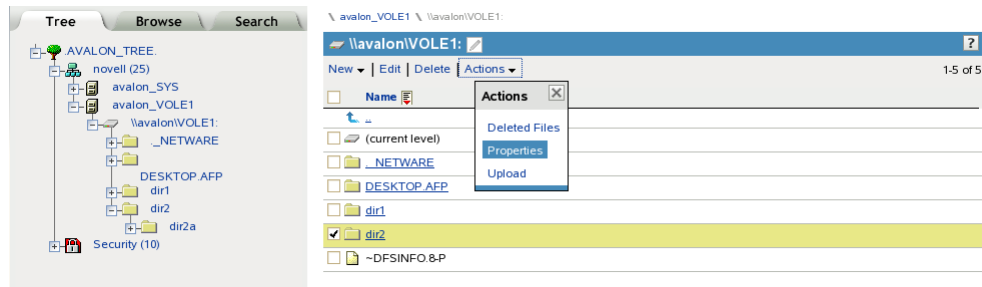 Tree Browse Search
.AVALON_TREE.
novell (25)
avalon_SYS
avalon_VOLE1
\\avalon\VOLE1:
._NETWARE
DESKTOP.AFP
dir1
dir2
dir2a
Security (10)
\ avalon_VOLE1 \ \\avalon\VOLE1:
\\avalon\VOLE1: ?
New Edit Delete Actions 1-5 of 5
Name
..
(current level)
._NETWARE
DESKTOP.AFP
dir1
dir2
~DFSINFO.8-P
Actions
Deleted Files
Properties
Upload